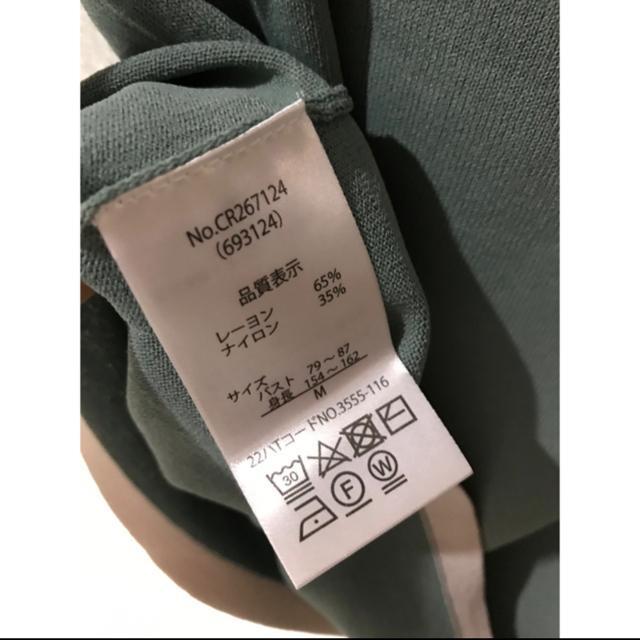 No.CR267124
(693124)
品質表示
レーヨン 65%
ナイロン 35%
サイズ
バスト 79～87
身長 154～162
M
22ハTコードNO.3555-116
30
F W